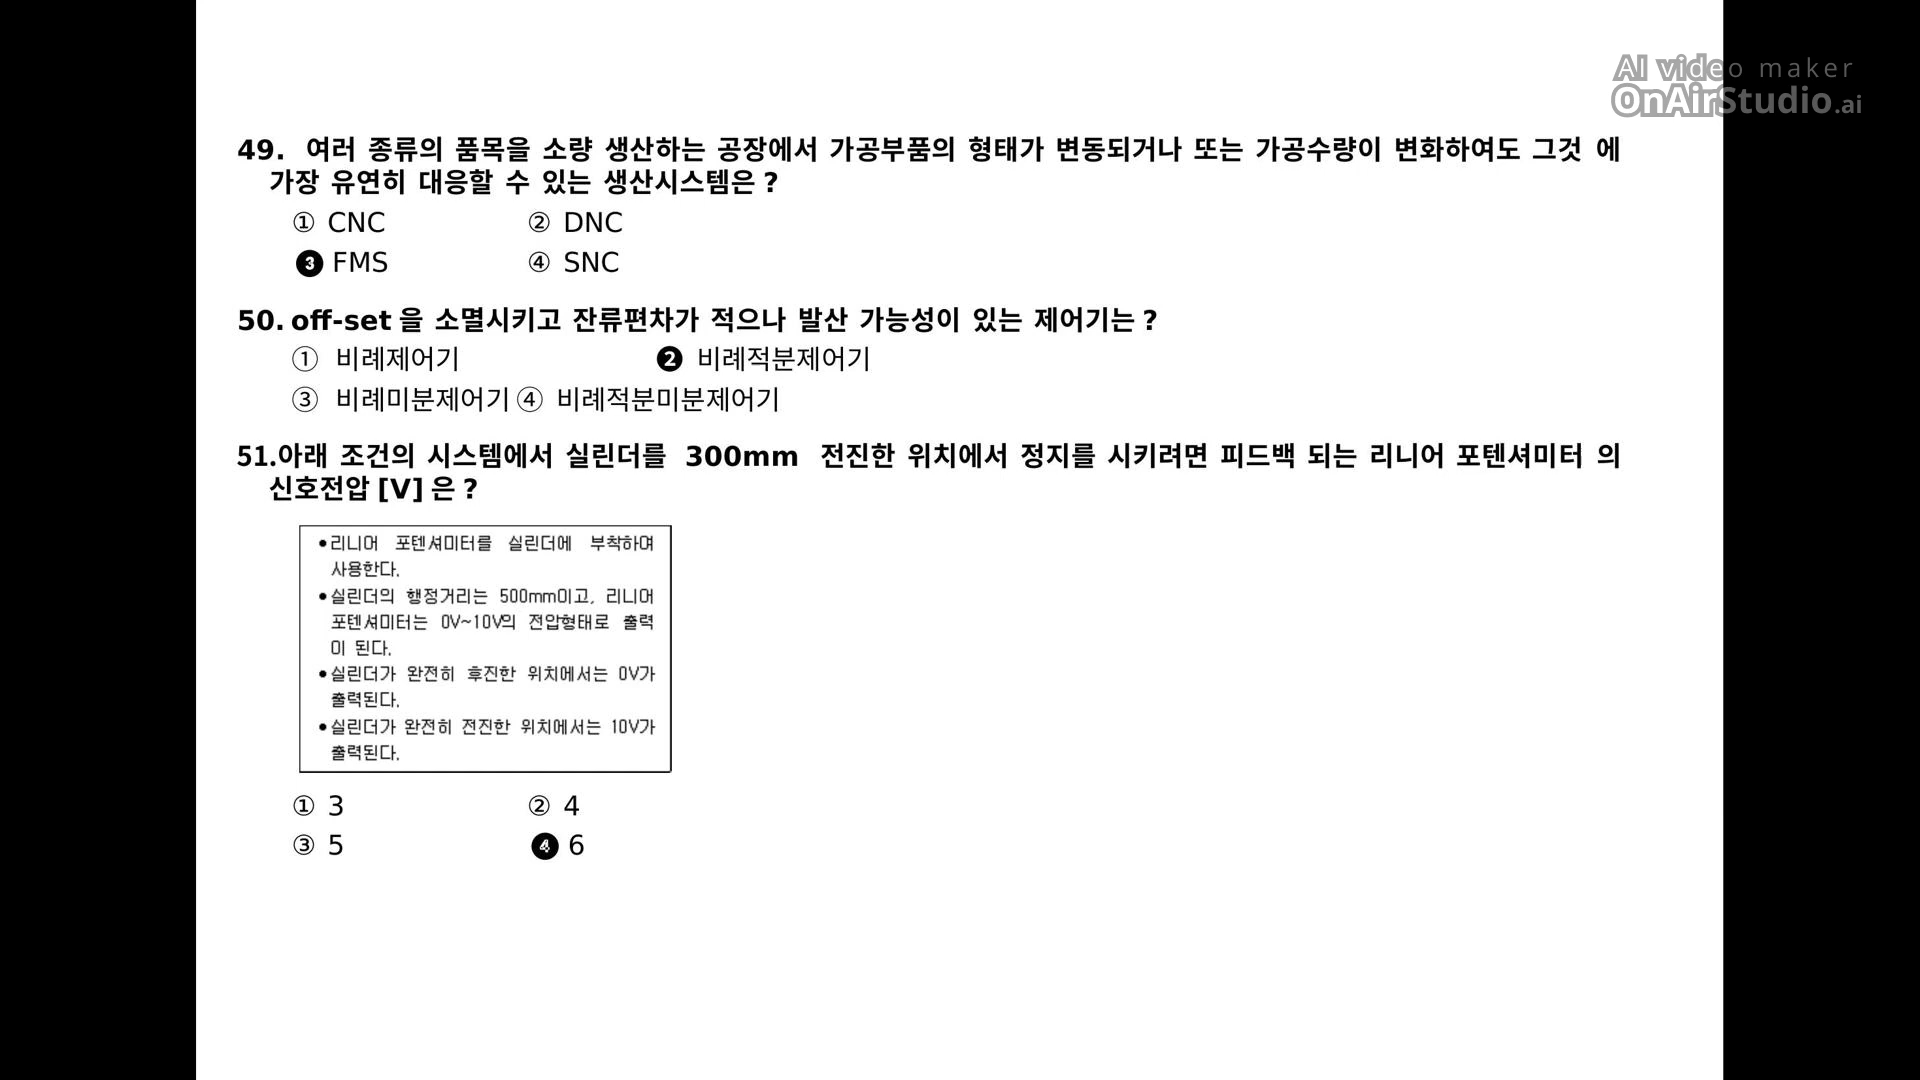 AI video maker
OnAirStudio.ai
49. 여러 종류의 품목을 소량 생산하는 공장에서 가공부품의 형태가 변동되거나 또는 가공수량이 변화하여도 그것 에
가장 유연히 대응할 수 있는 생산시스템은 ?
① CNC ② DNC
❸ FMS ④ SNC
50. off-set 을 소멸시키고 잔류편차가 적으나 발산 가능성이 있는 제어기는 ?
① 비례제어기 ❷ 비례적분제어기
③ 비례미분제어기 ④ 비례적분미분제어기
51.아래 조건의 시스템에서 실린더를 300mm 전진한 위치에서 정지를 시키려면 피드백 되는 리니어 포텐셔미터 의
신호전압 [V] 은 ?
•리니어 포텐셔미터를 실린더에 부착하여
사용한다.
•실린더의 행정거리는 500mm이고, 리니어
포텐셔미터는 0V~10V의 전압형태로 출력
이 된다.
•실린더가 완전히 후진한 위치에서는 0V가
출력된다.
•실린더가 완전히 전진한 위치에서는 10V가
출력된다.
① 3 ② 4
③ 5 ❹ 6